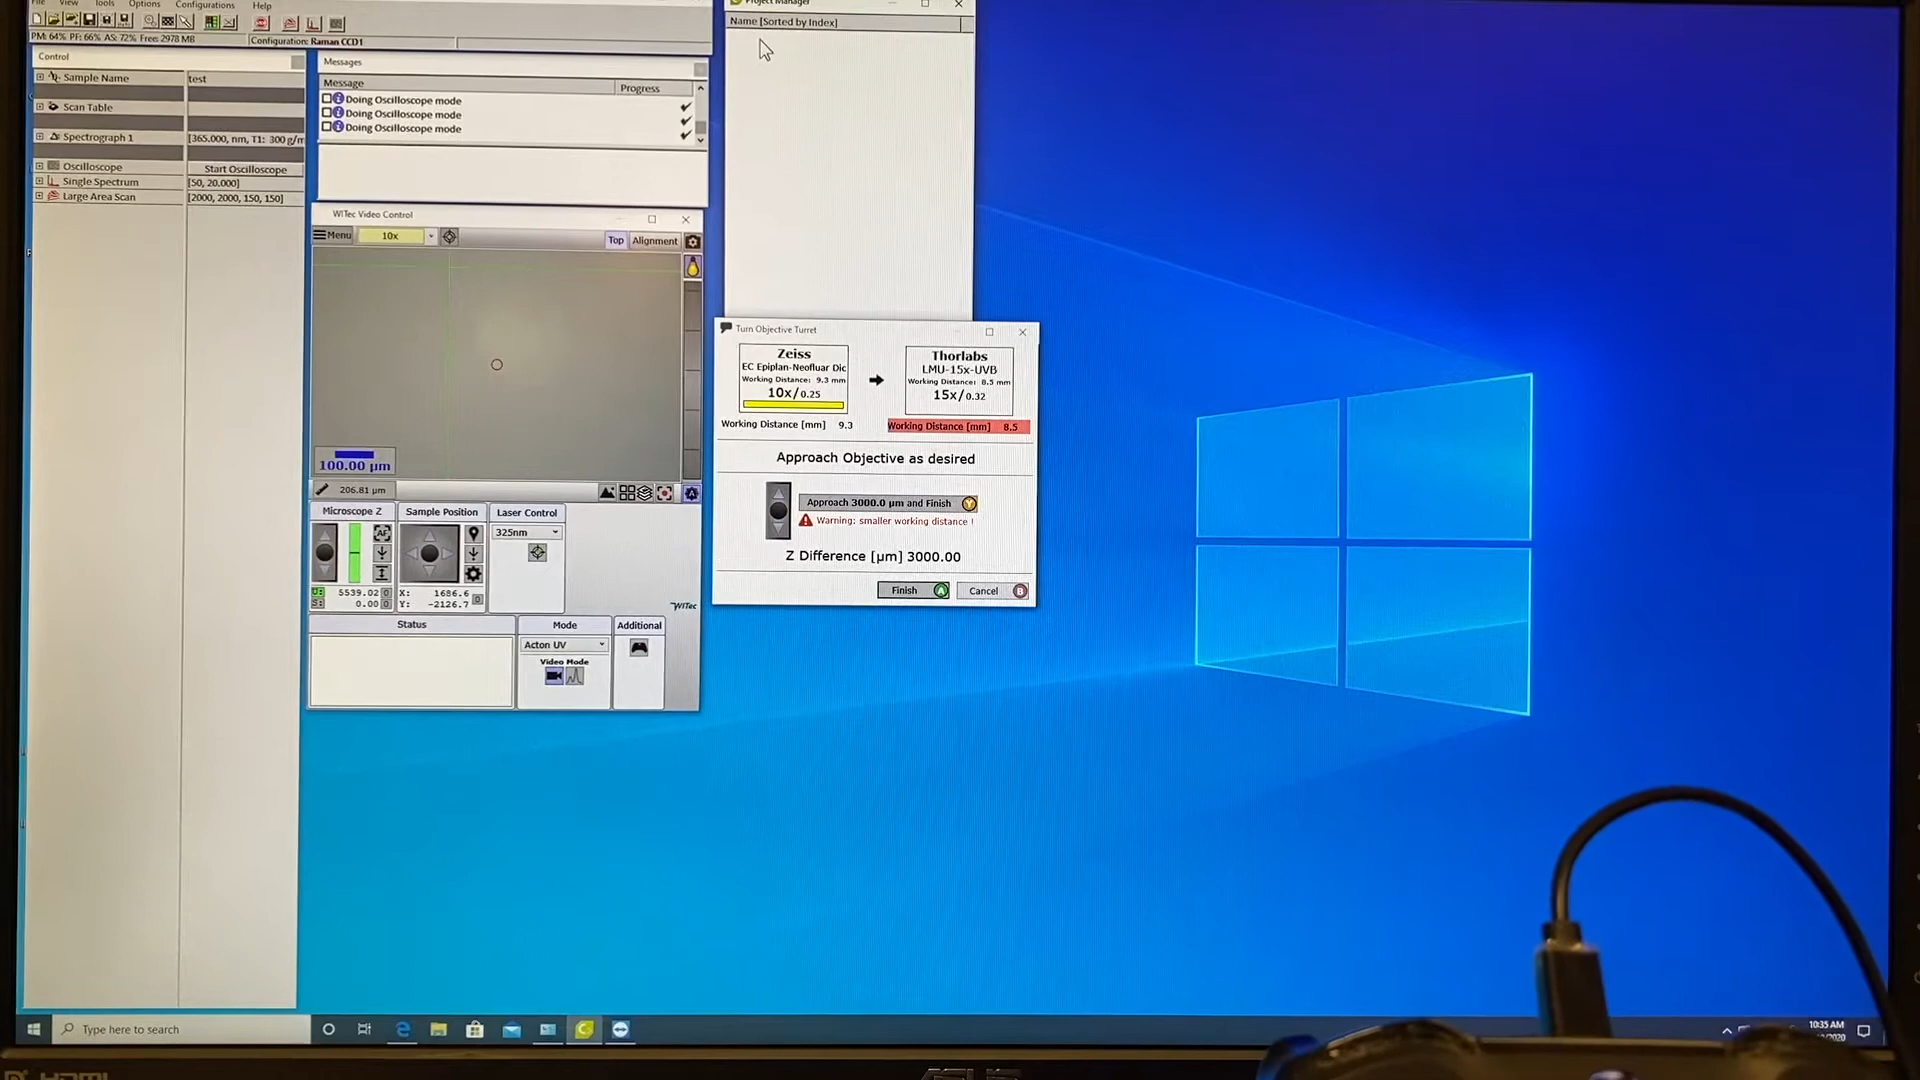 File View Tools Options Configurations Help
PM: 64% PF: 66% AS: 72% Free: 2978 MB
Configuration: Raman CCD1
Control
Sample Name test
Scan Table
Spectrograph 1 [365.000, nm, T1: 300 g/m
Oscilloscope Start Oscilloscope
Single Spectrum [50, 20.000]
Large Area Scan [2000, 2000, 150, 150]
Messages
Message Progress
Doing Oscilloscope mode
Doing Oscilloscope mode
Doing Oscilloscope mode
Project Manager
Name [Sorted by Index]
WITec Video Control
Menu 10x Top Alignment
100.00 µm
206.81 µm
Microscope Z Sample Position Laser Control
325nm
AF
U: 5539.02 0
S: 0.00 0
X: 1686.6
Y: -2126.7
0
WITec
Status Mode Additional
Acton UV
Video Mode
Turn Objective Turret
Zeiss
EC Epiplan-Neofluar Dic
Working Distance: 9.3 mm
10x/0.25
Working Distance [mm] 9.3
Thorlabs
LMU-15x-UVB
Working Distance: 8.5 mm
15x/0.32
Working Distance [mm] 8.5
Approach Objective as desired
Approach 3000.0 µm and Finish Y
Warning: smaller working distance !
Z Difference [µm] 3000.00
Finish A Cancel B
Type here to search
10:35 AM
/2020
HDMI